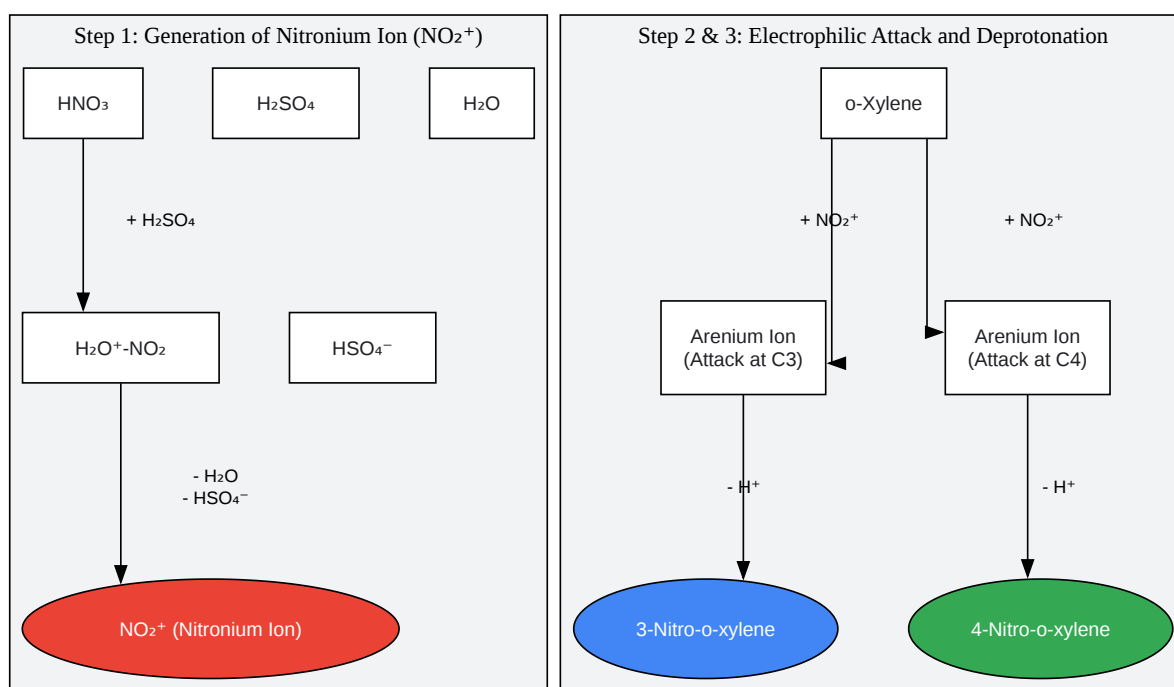 Step 1: Generation of Nitronium Ion (NO₂⁺)
HNO₃
H₂SO₄
H₂O
+ H₂SO₄
H₂O⁺-NO₂
HSO₄⁻
- H₂O
- HSO₄⁻
NO₂⁺ (Nitronium Ion)
Step 2 & 3: Electrophilic Attack and Deprotonation
o-Xylene
+ NO₂⁺
+ NO₂⁺
Arenium Ion
(Attack at C3)
Arenium Ion
(Attack at C4)
- H⁺
- H⁺
3-Nitro-o-xylene
4-Nitro-o-xylene